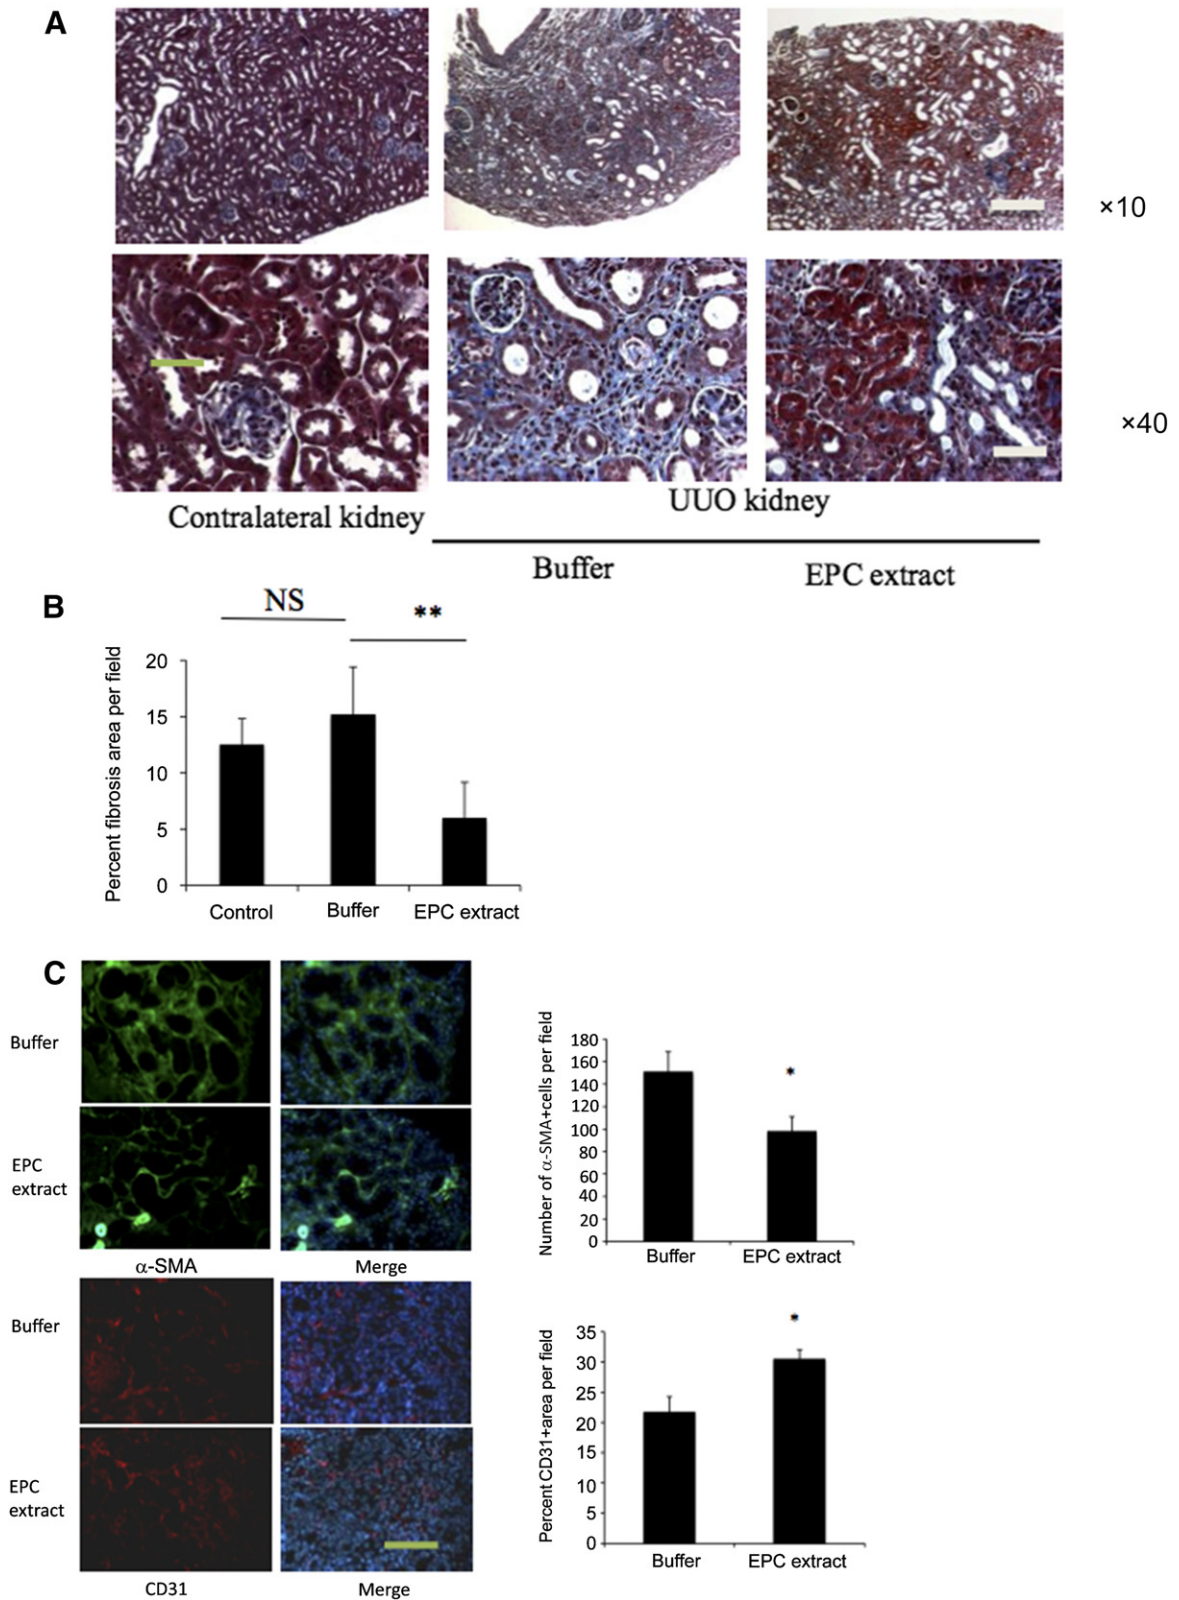 A
×10
×40
Contralateral kidney
UUO kidney
Buffer
EPC extract
B
NS
**
Percent fibrosis area per field
20
15
10
5
0
Control
Buffer
EPC extract
C
Buffer
EPC
extract
α-SMA
Merge
Buffer
EPC
extract
CD31
Merge
Number of α-SMA+cells per field
180
160
140
120
100
80
60
40
20
0
*
Buffer
EPC extract
Percent CD31+area per field
35
30
25
20
15
10
5
0
*
Buffer
EPC extract